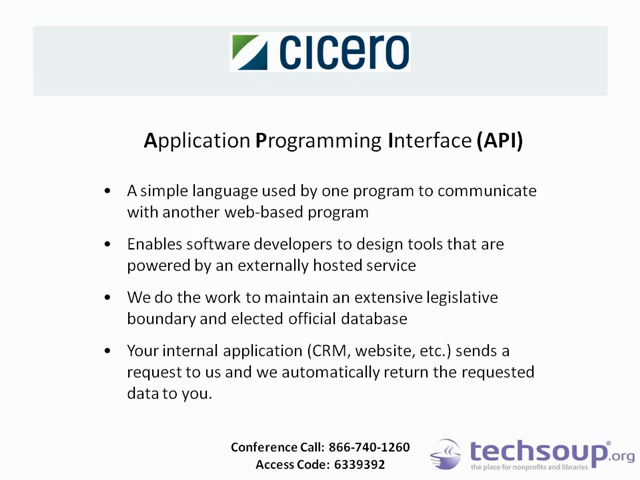 cicero
Application Programming Interface (API)
• A simple language used by one program to communicate
with another web-based program
• Enables software developers to design tools that are
powered by an externally hosted service
• We do the work to maintain an extensive legislative
boundary and elected official database
• Your internal application (CRM, website, etc.) sends a
request to us and we automatically return the requested
data to you.
Conference Call: 866-740-1260
Access Code: 6339392
techsoup®.org
the place for nonprofits and libraries